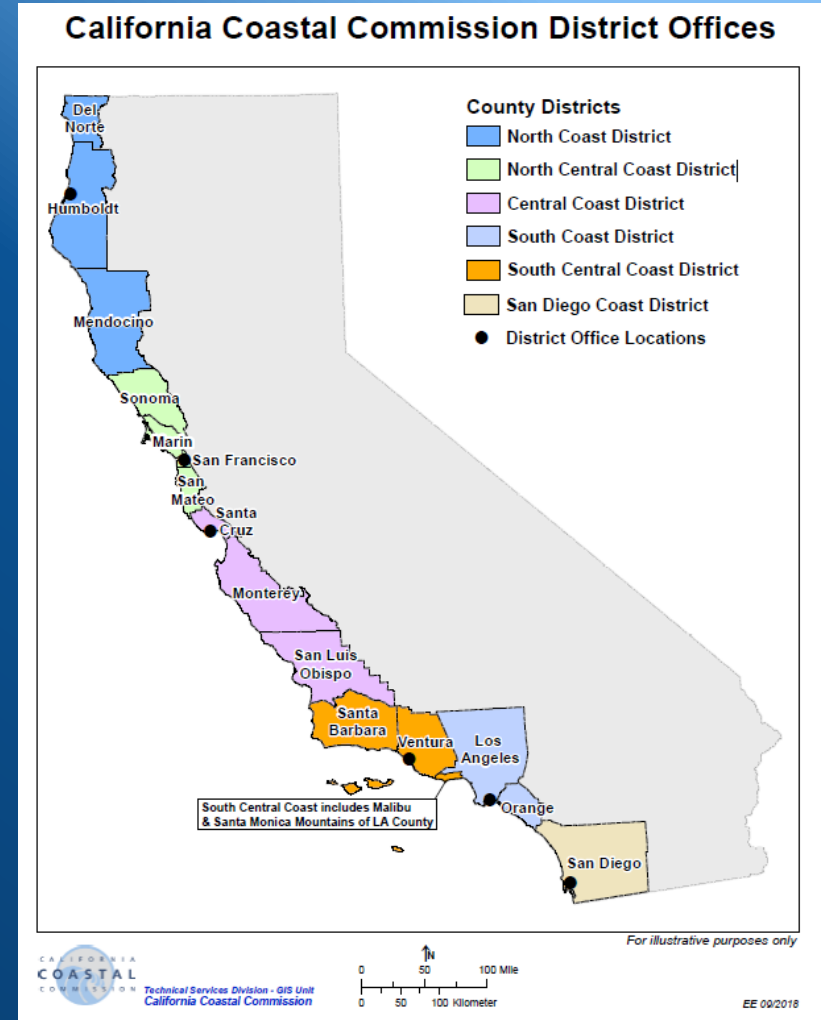 California Coastal Commission District Offices
County Districts
North Coast District
North Central Coast District
Central Coast District
South Coast District
South Central Coast District
San Diego Coast District
District Office Locations
Del
Norte
Humboldt
Mendocino
Sonoma
Marin
San Francisco
San
Mateo
Santa
Cruz
Monterey
San Luis
Obispo
Santa
Barbara
Ventura
Los
Angeles
Orange
South Central Coast includes Malibu
& Santa Monica Mountains of LA County
San Diego
For illustrative purposes only
CALIFORNIA
COASTAL
COMMISSION
Technical Services Division - GIS Unit
California Coastal Commission
N
0 50 100 Mile
0 50 100 Kilometer
EE 09/2018